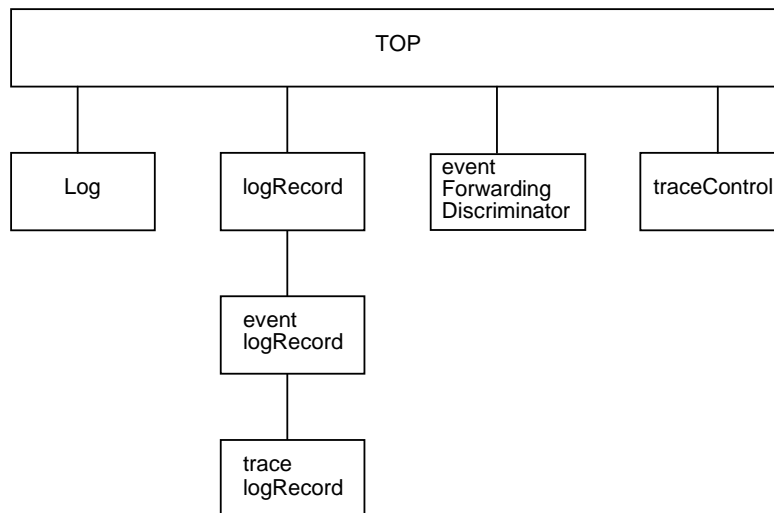 TOP
Log
logRecord
event
Forwarding
Discriminator
traceControl
event
logRecord
trace
logRecord